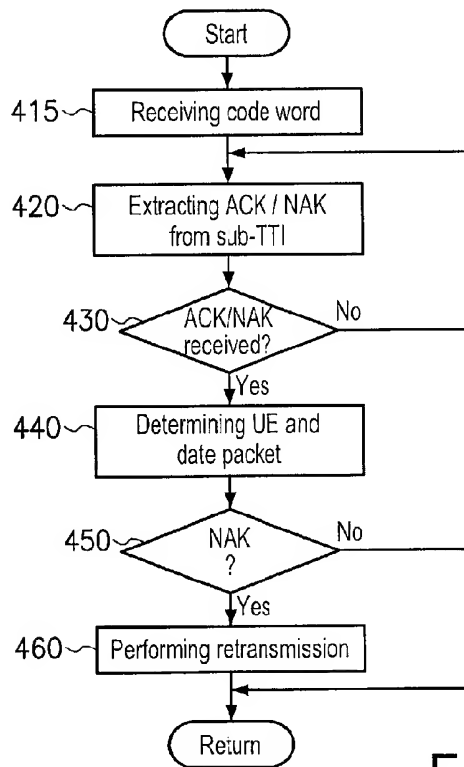 Start
415
Receiving code word
420
Extracting ACK / NAK
from sub-TTI
430
ACK/NAK
received?
No
Yes
440
Determining UE and
date packet
450
NAK
?
No
Yes
460
Performing retransmission
Return